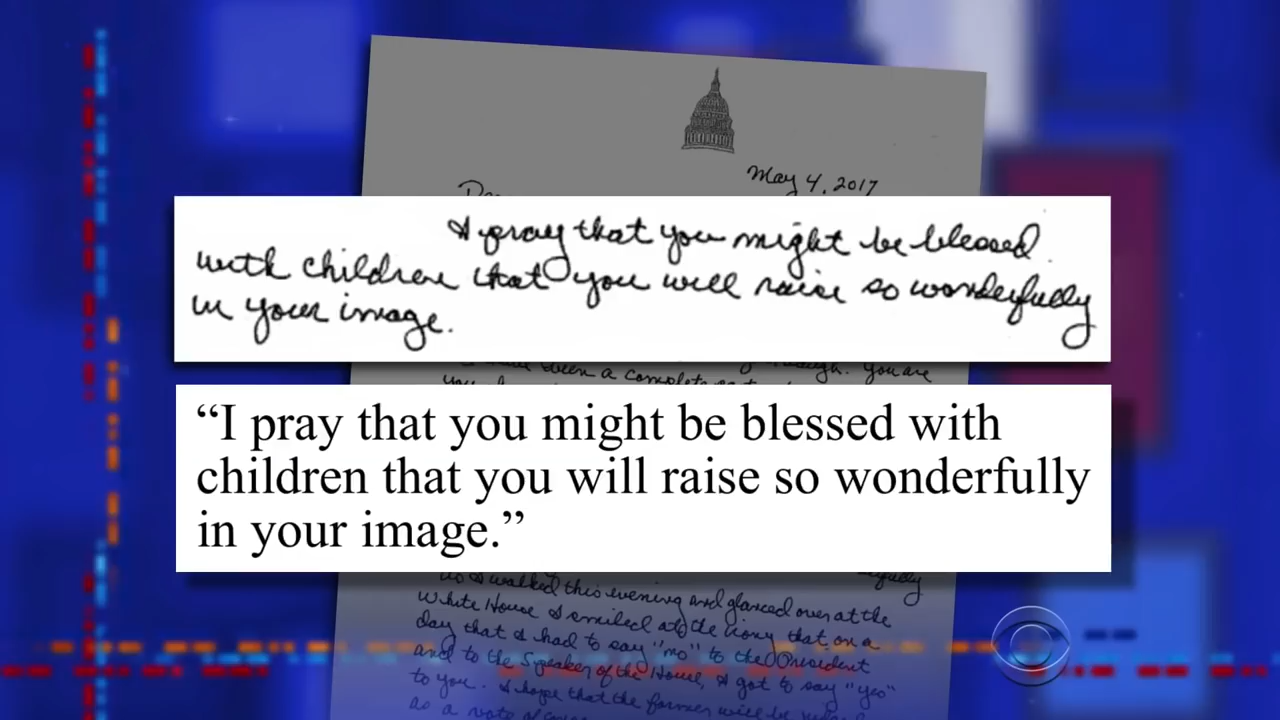 May 4, 2017
I pray that you might be blessed
with children that you will raise so wonderfully
in your image.
been a complete
You are
“I pray that you might be blessed with
children that you will raise so wonderfully
in your image.”
As I walked this evening and glanced over at the
White House I smiled at the irony that on a
day that I had to say "no" to the President
and to the Speaker of the House, I got to say "yes"
to you. I hope that the former will be
as a vote of